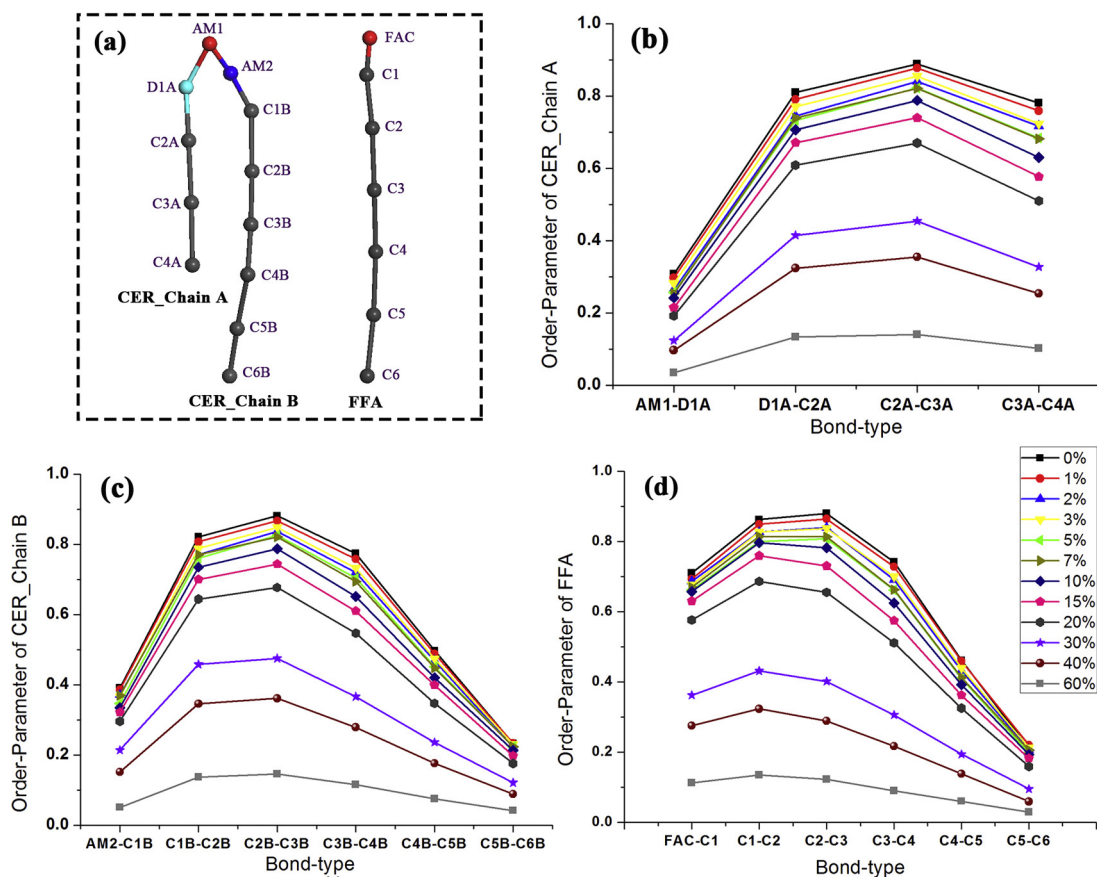 (a)
AM1
AM2
D1A
C1B
C2A
C2B
C3A
C3B
C4A
C4B
C5B
C6B
CER_Chain A
CER_Chain B
FAC
C1
C2
C3
C4
C5
C6
FFA
(b)
Order-Parameter of CER_Chain A
1.0
0.8
0.6
0.4
0.2
0.0
AM1-D1A D1A-C2A C2A-C3A C3A-C4A
Bond-type
(c)
Order-Parameter of CER_Chain B
1.0
0.8
0.6
0.4
0.2
0.0
AM2-C1B C1B-C2B C2B-C3B C3B-C4B C4B-C5B C5B-C6B
Bond-type
(d)
Order-Parameter of FFA
1.0
0.8
0.6
0.4
0.2
0.0
FAC-C1 C1-C2 C2-C3 C3-C4 C4-C5 C5-C6
Bond-type
0%
1%
2%
3%
5%
7%
10%
15%
20%
30%
40%
60%